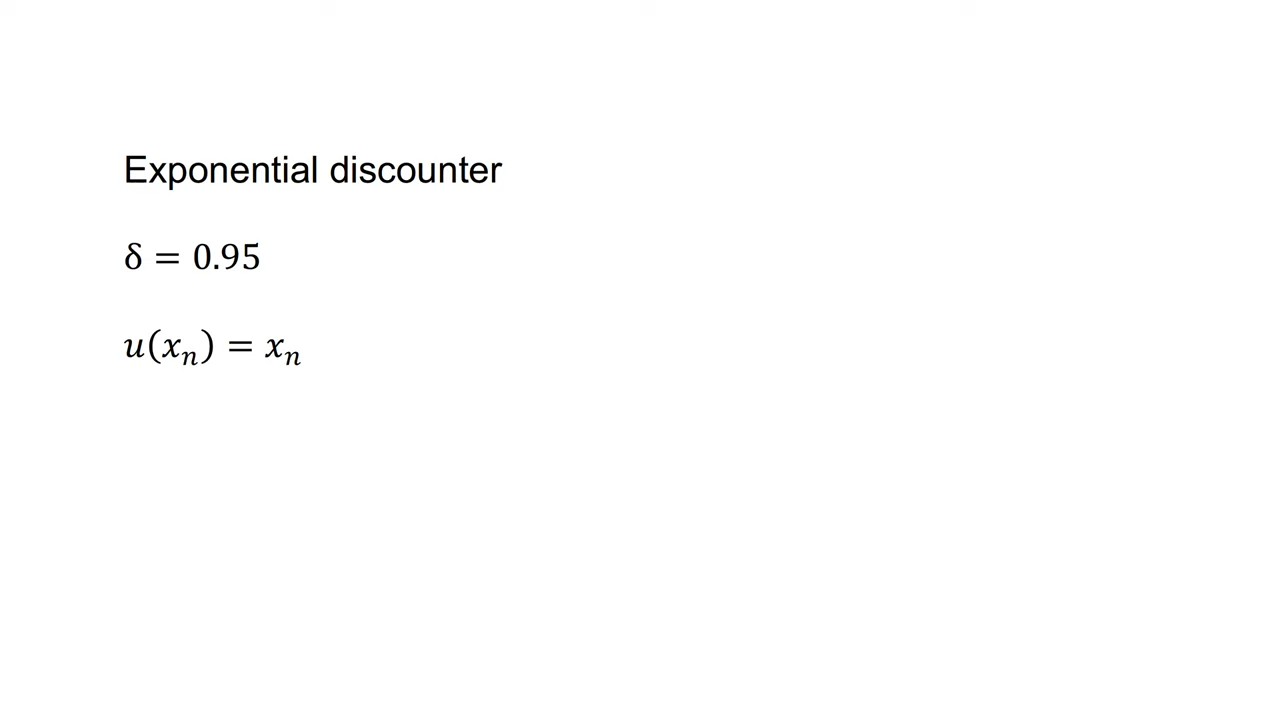 Exponential discounter
δ = 0.95
𝑢(𝑥ₙ) = 𝑥ₙ